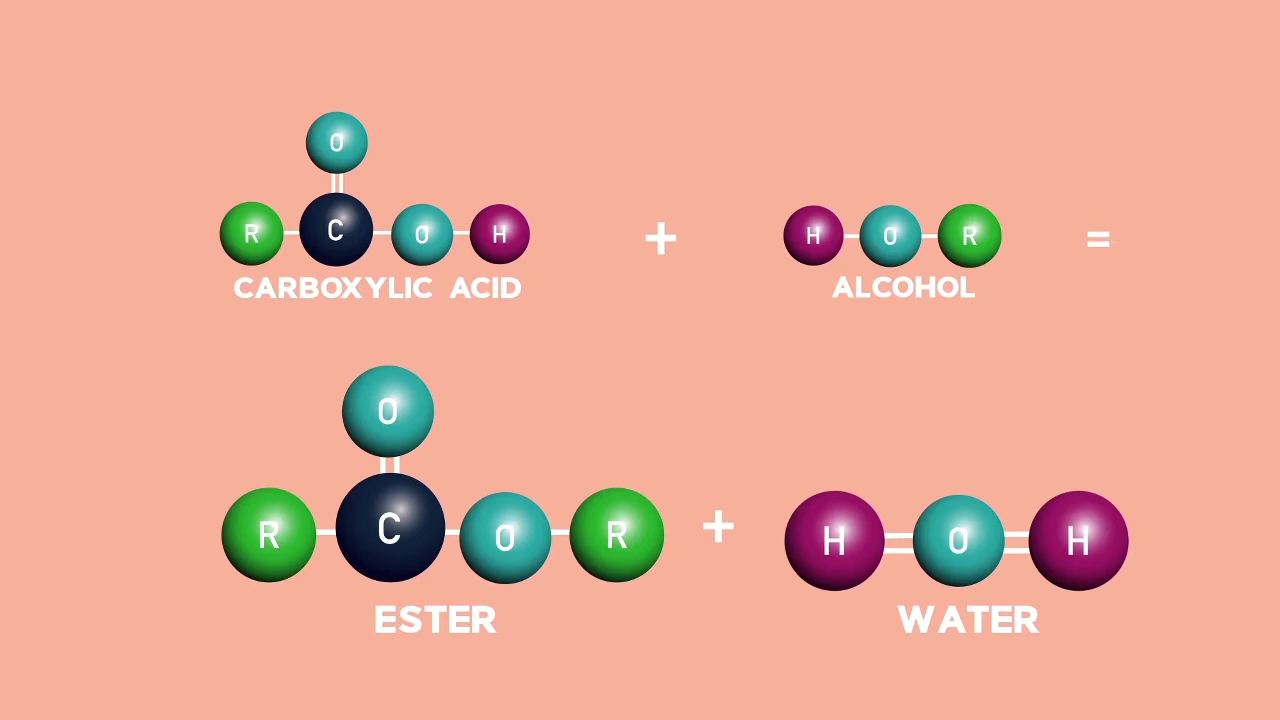 O
R C O H + H O R =
CARBOXYLIC ACID ALCOHOL
O
R C O R + H O H
ESTER WATER